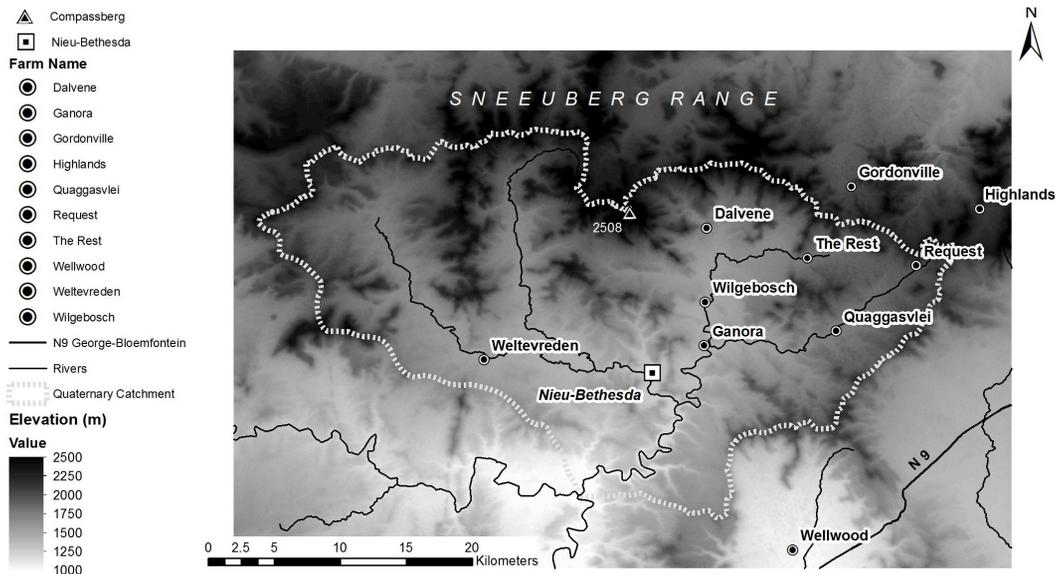 Compassberg
Nieu-Bethesda
Farm Name
Dalvene
Ganora
Gordonville
Highlands
Quaggasvlei
Request
The Rest
Wellwood
Weltevreden
Wilgebosch
N9 George-Bloemfontein
Rivers
Quaternary Catchment
Elevation (m)
Value
2500
2250
2000
1750
1500
1250
1000
N
SNEEUBERG RANGE
Gordonville
Highlands
2508
Dalvene
The Rest
Request
Wilgebosch
Quaggasvlei
Ganora
Weltevreden
Nieu-Bethesda
N9
Wellwood
0 2.5 5 10 15 20
Kilometers